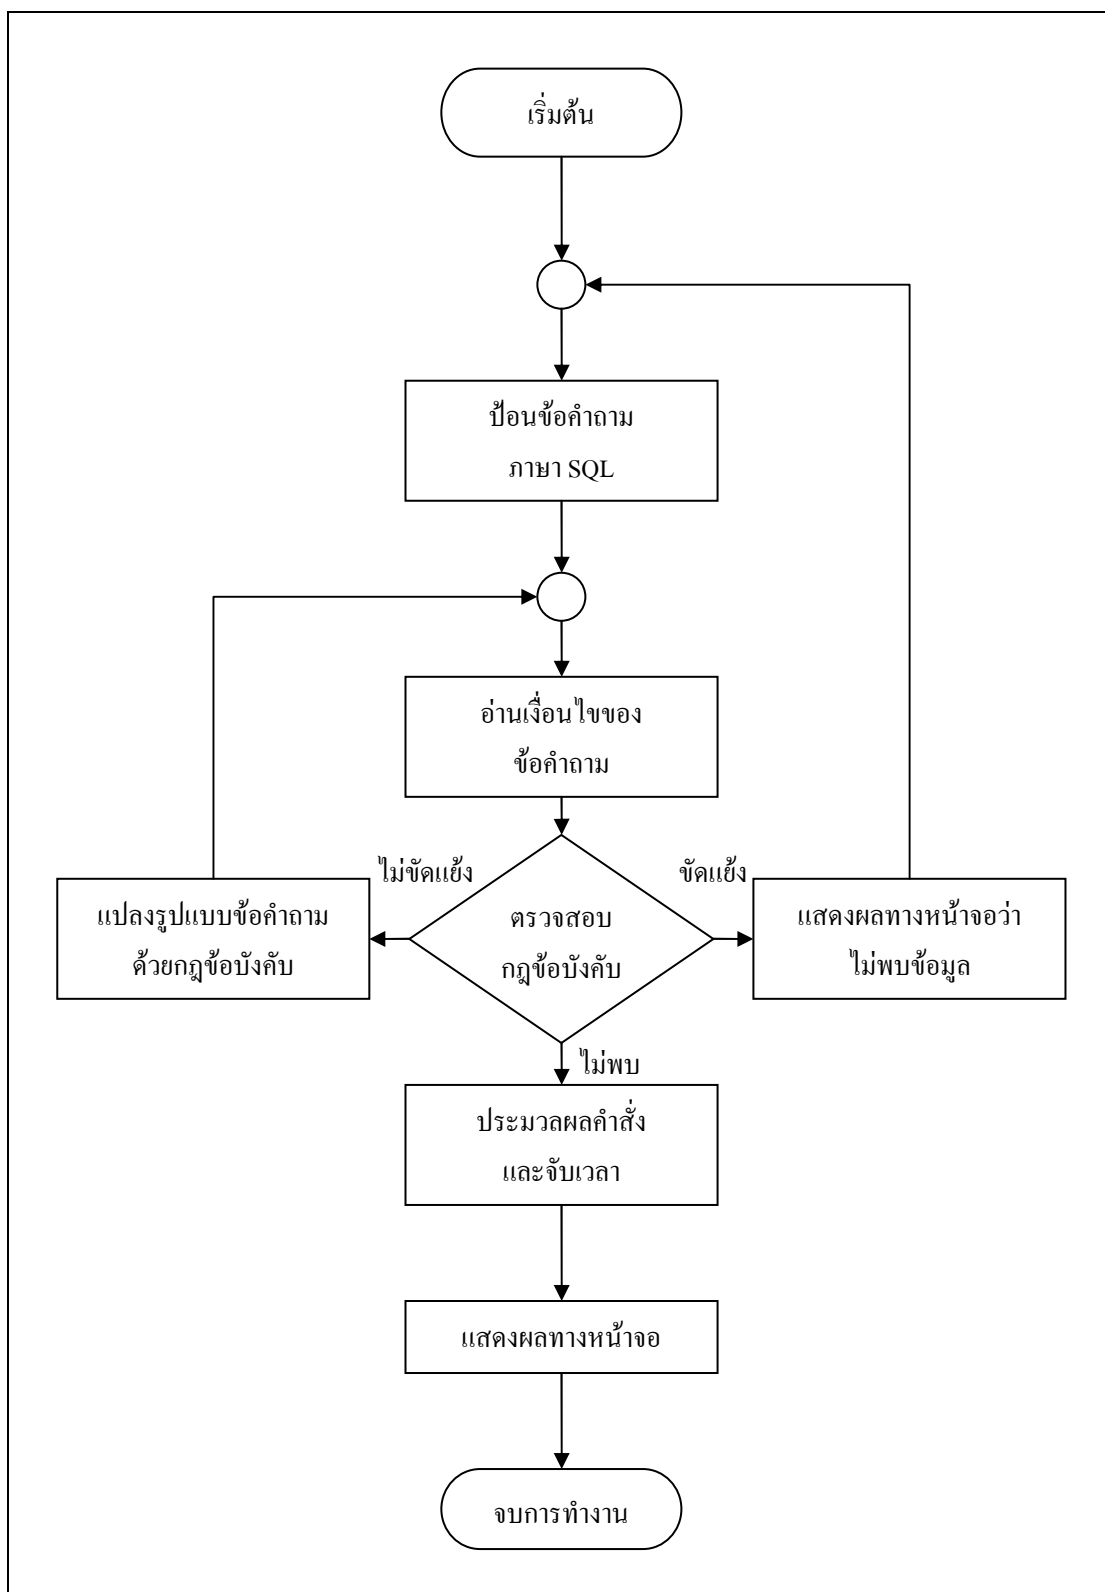 เริ่มต้น
ป้อนข้อคำถาม
ภาษา SQL
อ่านเงื่อนไขของ
ข้อคำถาม
ไม่ขัดแย้ง
ขัดแย้ง
แปลงรูปแบบข้อคำถาม
ด้วยกฎข้อบังคับ
ตรวจสอบ
กฎข้อบังคับ
แสดงผลทางหน้าจอว่า
ไม่พบข้อมูล
ไม่พบ
ประมวลผลคำสั่ง
และจับเวลา
แสดงผลทางหน้าจอ
จบการทำงาน